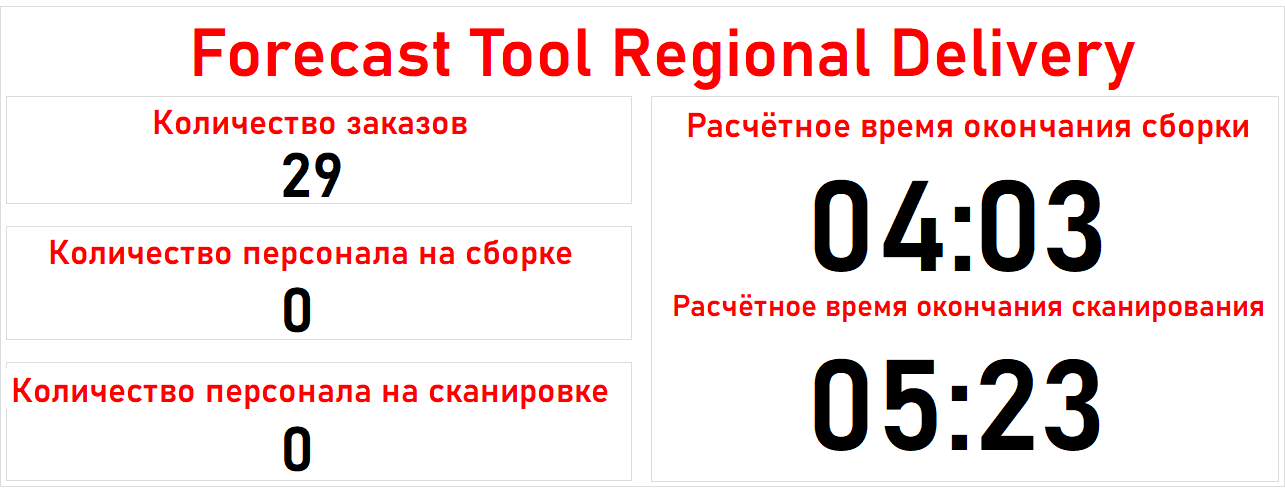 Forecast Tool Regional Delivery
Количество заказов
29
Количество персонала на сборке
0
Количество персонала на сканировке
0
Расчётное время окончания сборки
04:03
Расчётное время окончания сканирования
05:23